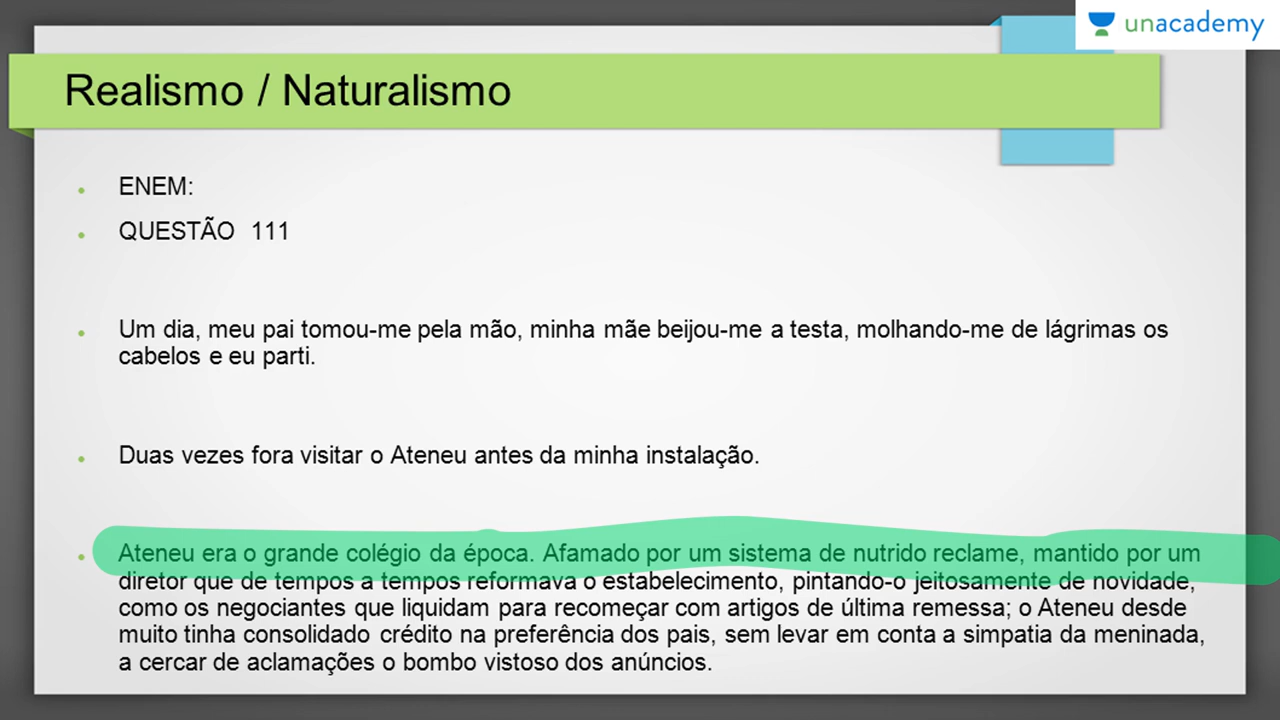 unacademy
Realismo / Naturalismo
ENEM:
QUESTÃO 111
Um dia, meu pai tomou-me pela mão, minha mãe beijou-me a testa, molhando-me de lágrimas os
cabelos e eu parti.
Duas vezes fora visitar o Ateneu antes da minha instalação.
Ateneu era o grande colégio da época. Afamado por um sistema de nutrido reclame, mantido por um
diretor que de tempos a tempos reformava o estabelecimento, pintando-o jeitosamente de novidade,
como os negociantes que liquidam para recomeçar com artigos de última remessa; o Ateneu desde
muito tinha consolidado crédito na preferência dos pais, sem levar em conta a simpatia da meninada,
a cercar de aclamações o bombo vistoso dos anúncios.